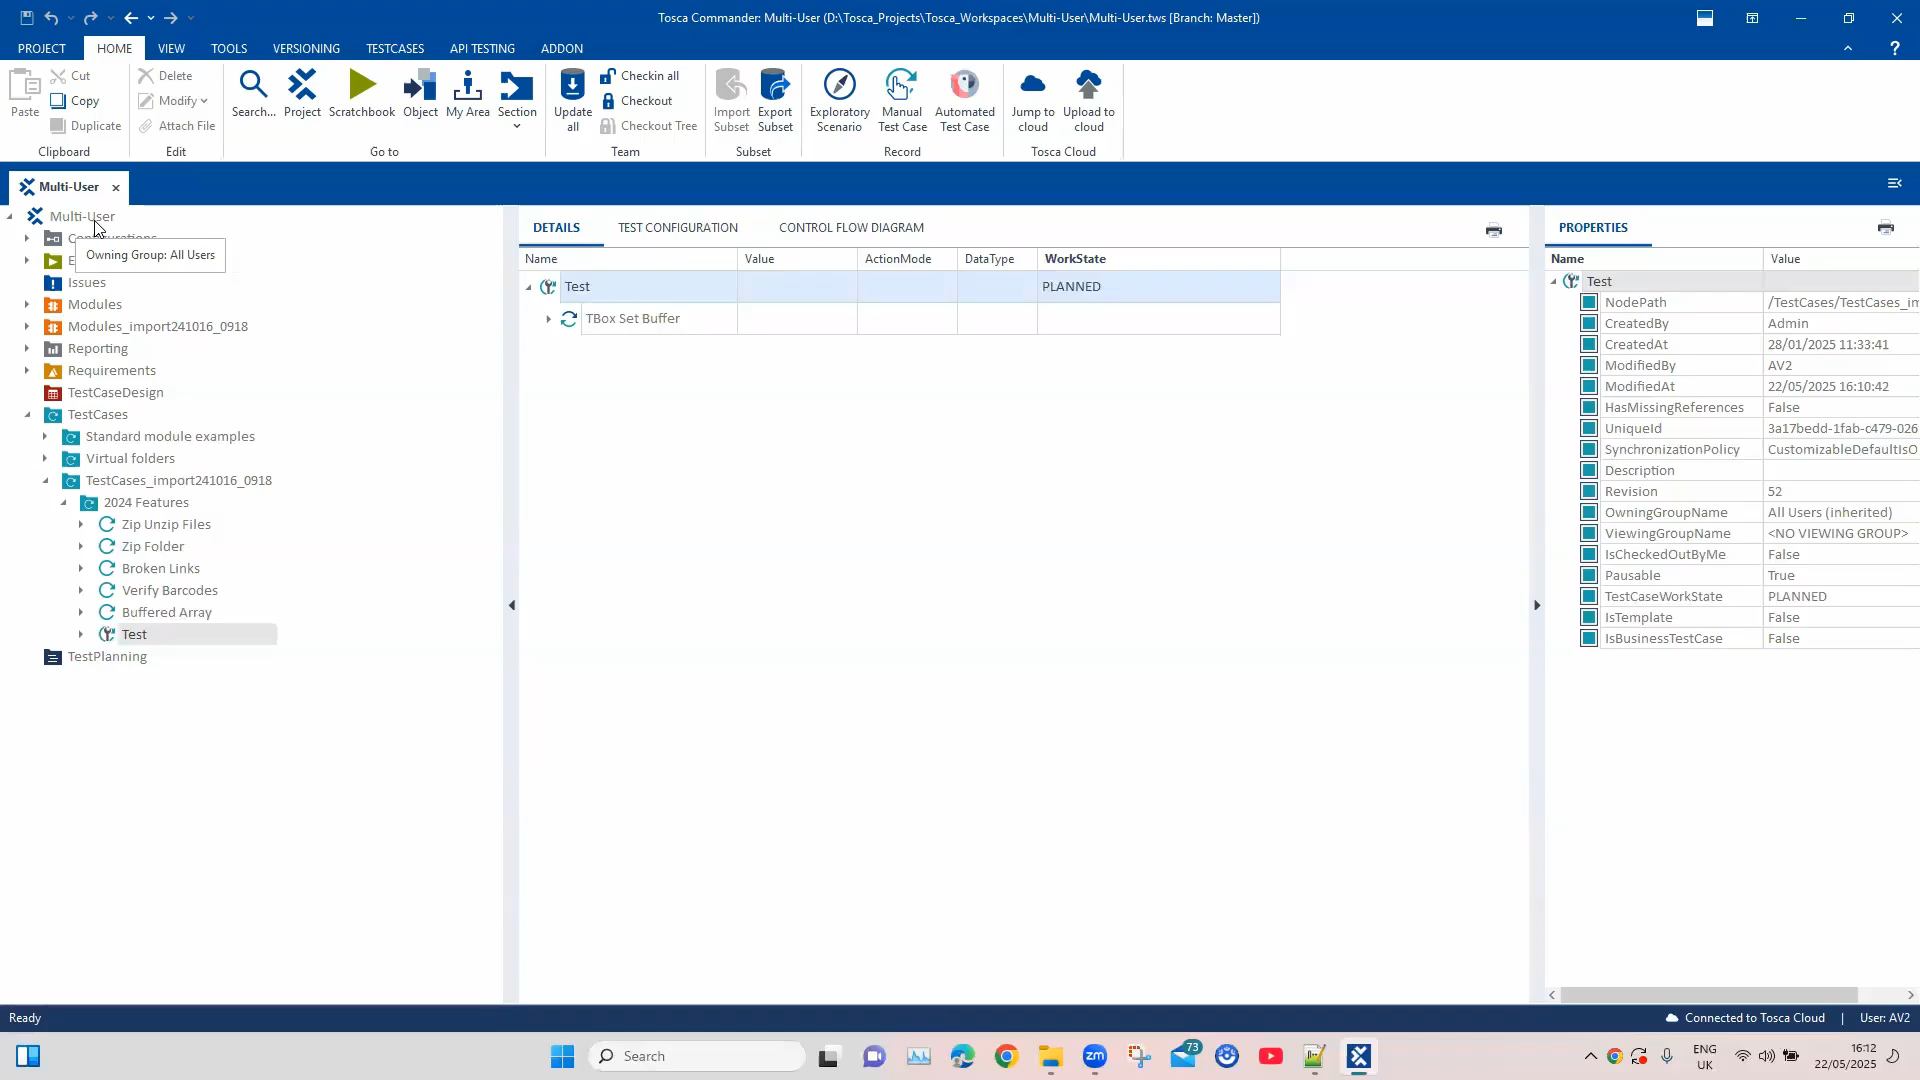 Tosca Commander: Multi-User (D:\Tosca_Projects\Tosca_Workspaces\Multi-User\Multi-User.tws [Branch: Master])
PROJECT HOME VIEW TOOLS VERSIONING TESTCASES API TESTING ADDON
Paste
Cut
Copy
Duplicate
Clipboard
Delete
Modify
Attach File
Edit
Search... Project Scratchbook Object My Area Section
Go to
Update all
Checkin all
Checkout
Checkout Tree
Team
Import Subset
Export Subset
Subset
Exploratory Scenario
Manual Test Case
Automated Test Case
Record
Jump to cloud
Upload to cloud
Tosca Cloud
Multi-User
Multi-User
Owning Group: All Users
Issues
Modules
Modules_import241016_0918
Reporting
Requirements
TestCaseDesign
TestCases
Standard module examples
Virtual folders
TestCases_import241016_0918
2024 Features
Zip Unzip Files
Zip Folder
Broken Links
Verify Barcodes
Buffered Array
Test
TestPlanning
DETAILS TEST CONFIGURATION CONTROL FLOW DIAGRAM
Name Value ActionMode DataType WorkState
Test PLANNED
TBox Set Buffer
PROPERTIES
Name Value
Test
NodePath /TestCases/TestCases_im
CreatedBy Admin
CreatedAt 28/01/2025 11:33:41
ModifiedBy AV2
ModifiedAt 22/05/2025 16:10:42
HasMissingReferences False
UniqueId 3a17bedd-1fab-c479-026
SynchronizationPolicy CustomizableDefaultIsO
Description
Revision 52
OwningGroupName All Users (inherited)
ViewingGroupName <NO VIEWING GROUP>
IsCheckedOutByMe False
Pausable True
TestCaseWorkState PLANNED
IsTemplate False
IsBusinessTestCase False
Ready
Connected to Tosca Cloud | User: AV2
Search
zm
73
ENG
UK
16:12
22/05/2025